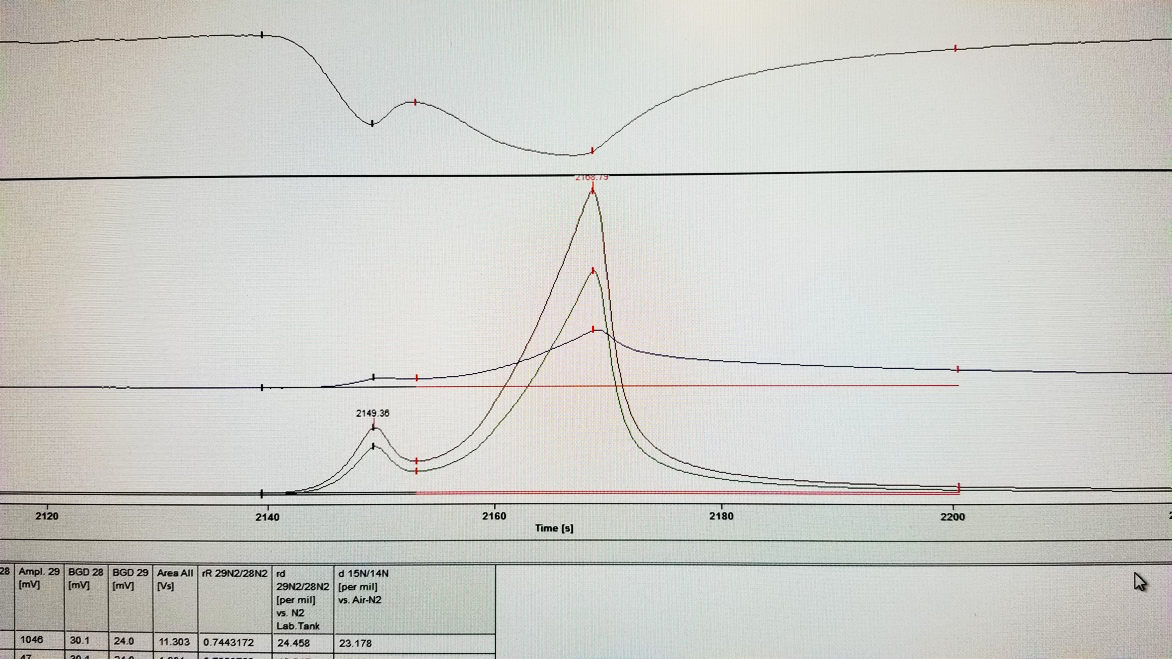 2168.79
2149.36
2120 2140 2160 2180 2200
Time [s]
28 Ampl. 29 BGD 28 BGD 29 Area All rR 29N2/28N2 rd d 15N/14N
[mV] [mV] [mV] [Vs] 29N2/28N2 [per mil]
[per mil] vs. Air-N2
vs. N2
Lab.Tank
1046 30.1 24.0 11.303 0.7443172 24.458 23.178
47